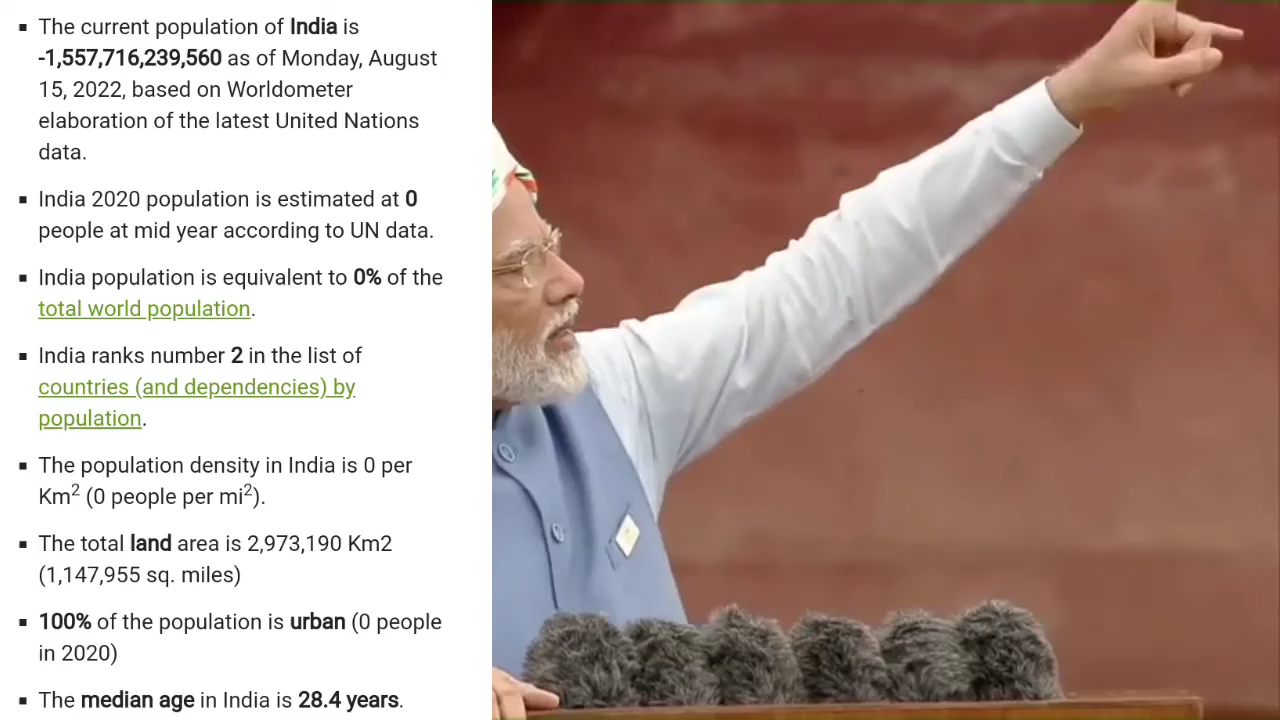 The current population of India is
-1,557,716,239,560 as of Monday, August
15, 2022, based on Worldometer
elaboration of the latest United Nations
data.
India 2020 population is estimated at 0
people at mid year according to UN data.
India population is equivalent to 0% of the
total world population.
India ranks number 2 in the list of
countries (and dependencies) by
population.
The population density in India is 0 per
Km2 (0 people per mi2).
The total land area is 2,973,190 Km2
(1,147,955 sq. miles)
100% of the population is urban (0 people
in 2020)
The median age in India is 28.4 years.